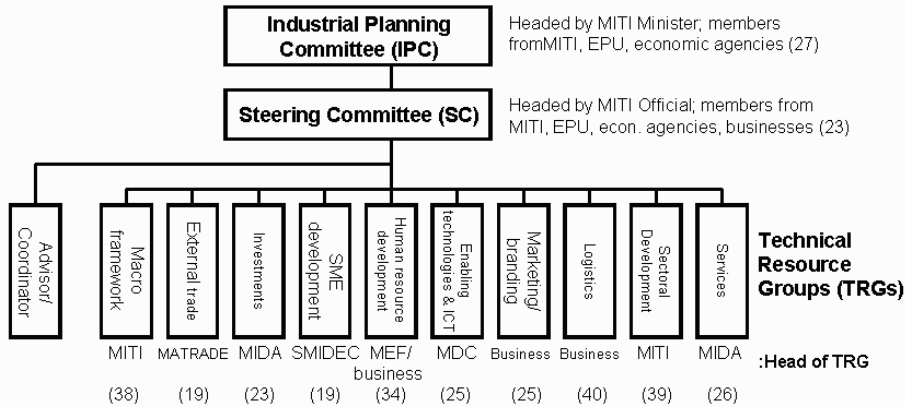 Industrial Planning
Committee (IPC)
Headed by MITI Minister; members
fromMITI, EPU, economic agencies (27)
Steering Committee (SC)
Headed by MITI Official; members from
MITI, EPU, econ. agencies, businesses (23)
Advisor/
Coordinator
Macro
framework
External trade
Investments
SME
development
Human resource
development
Enabling
technologies & ICT
Marketing/
branding
Logistics
Sectoral
Development
Services
Technical
Resource
Groups (TRGs)
MITI
MATRADE
MIDA
SMIDEC
MEF/
business
MDC
Business
Business
MITI
MIDA
:Head of TRG
(38)
(19)
(23)
(19)
(34)
(25)
(25)
(40)
(39)
(26)